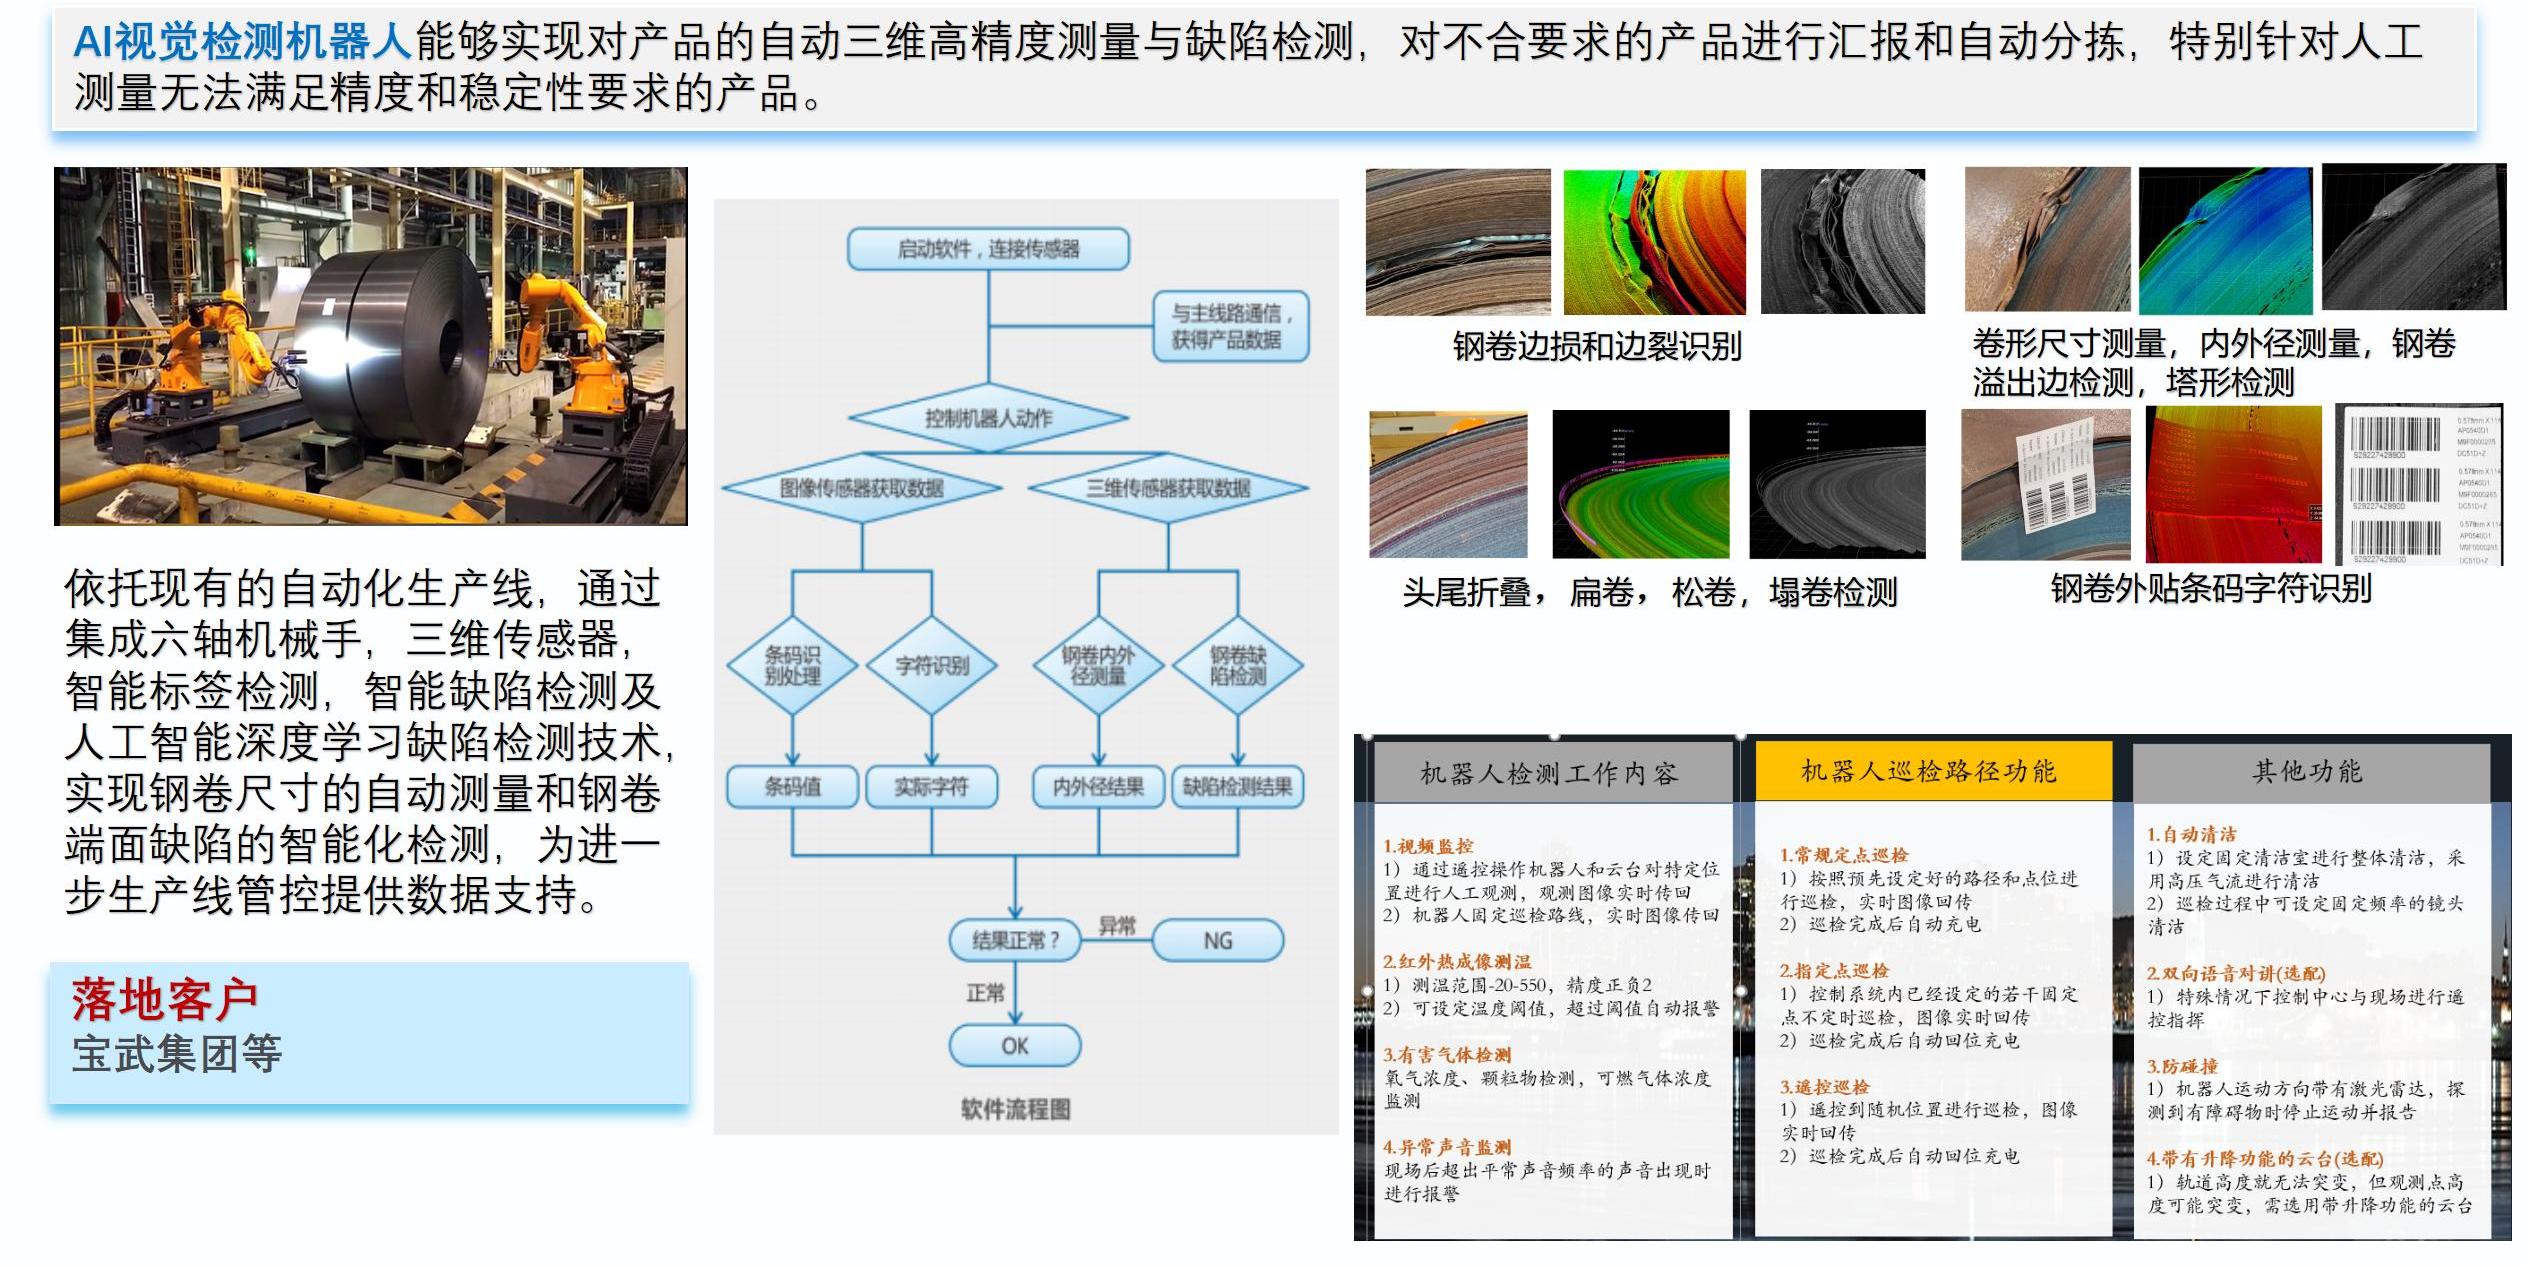 AI视觉检测机器人能够实现对产品的自动三维高精度测量与缺陷检测，对不合要求的产品进行汇报和自动分拣，特别针对人工
测量无法满足精度和稳定性要求的产品。
依托现有的自动化生产线，通过
集成六轴机械手，三维传感器，
智能标签检测，智能缺陷检测及
人工智能深度学习缺陷检测技术，
实现钢卷尺寸的自动测量和钢卷
端面缺陷的智能化检测，为进一
步生产线管控提供数据支持。
落地客户
宝武集团等
启动软件，连接传感器
与主线路通信，
获得产品数据
控制机器人动作
图像传感器获取数据
三维传感器获取数据
条码识
别处理
字符识别
钢卷内外
径测量
钢卷缺
陷检测
条码值
实际字符
内外径结果
缺陷检测结果
结果正常？
异常
NG
正常
OK
软件流程图
钢卷边损和边裂识别
卷形尺寸测量，内外径测量，钢卷
溢出边检测，塔形检测
头尾折叠，扁卷，松卷，塌卷检测
S29227429900
AP0540D1
DC51D+Z
S29227429900
AP0540D1
DC51D+Z
S29227429900
AP0540D1
钢卷外贴条码字符识别
机器人检测工作内容
1.视频监控
1）通过遥控操作机器人和云台对特定位
置进行人工观测，观测图像实时传回
2）机器人固定巡检路线，实时图像传回
2.红外热成像测温
1）测温范围-20-550，精度正负2
2）可设定温度阈值，超过阈值自动报警
3.有害气体检测
氧气浓度、颗粒物检测，可燃气体浓度
监测
4.异常声音监测
现场后超出平常声音频率的声音出现时
进行报警
机器人巡检路径功能
1.常规定点巡检
1）按照预先设定好的路径和点位进
行巡检，实时图像回传
2）巡检完成后自动充电
2.指定点巡检
1）控制系统内已经设定的若干固定
点不定时巡检，图像实时回传
2）巡检完成后自动回位充电
3.遥控巡检
1）遥控到随机位置进行巡检，图像
实时回传
2）巡检完成后自动回位充电
其他功能
1.自动清洁
1）设定固定清洁室进行整体清洁，采
用高压气流进行清洁
2）巡检过程中可设定固定频率的镜头
清洁
2.双向语音对讲(选配)
1）特殊情况下控制中心与现场进行遥
控指挥
3.防碰撞
1）机器人运动方向带有激光雷达，探
测到有障碍物时停止运动并报告
4.带有升降功能的云台(选配)
1）轨道高度就无法突变，但观测点高
度可能突变，需选用带升降功能的云台